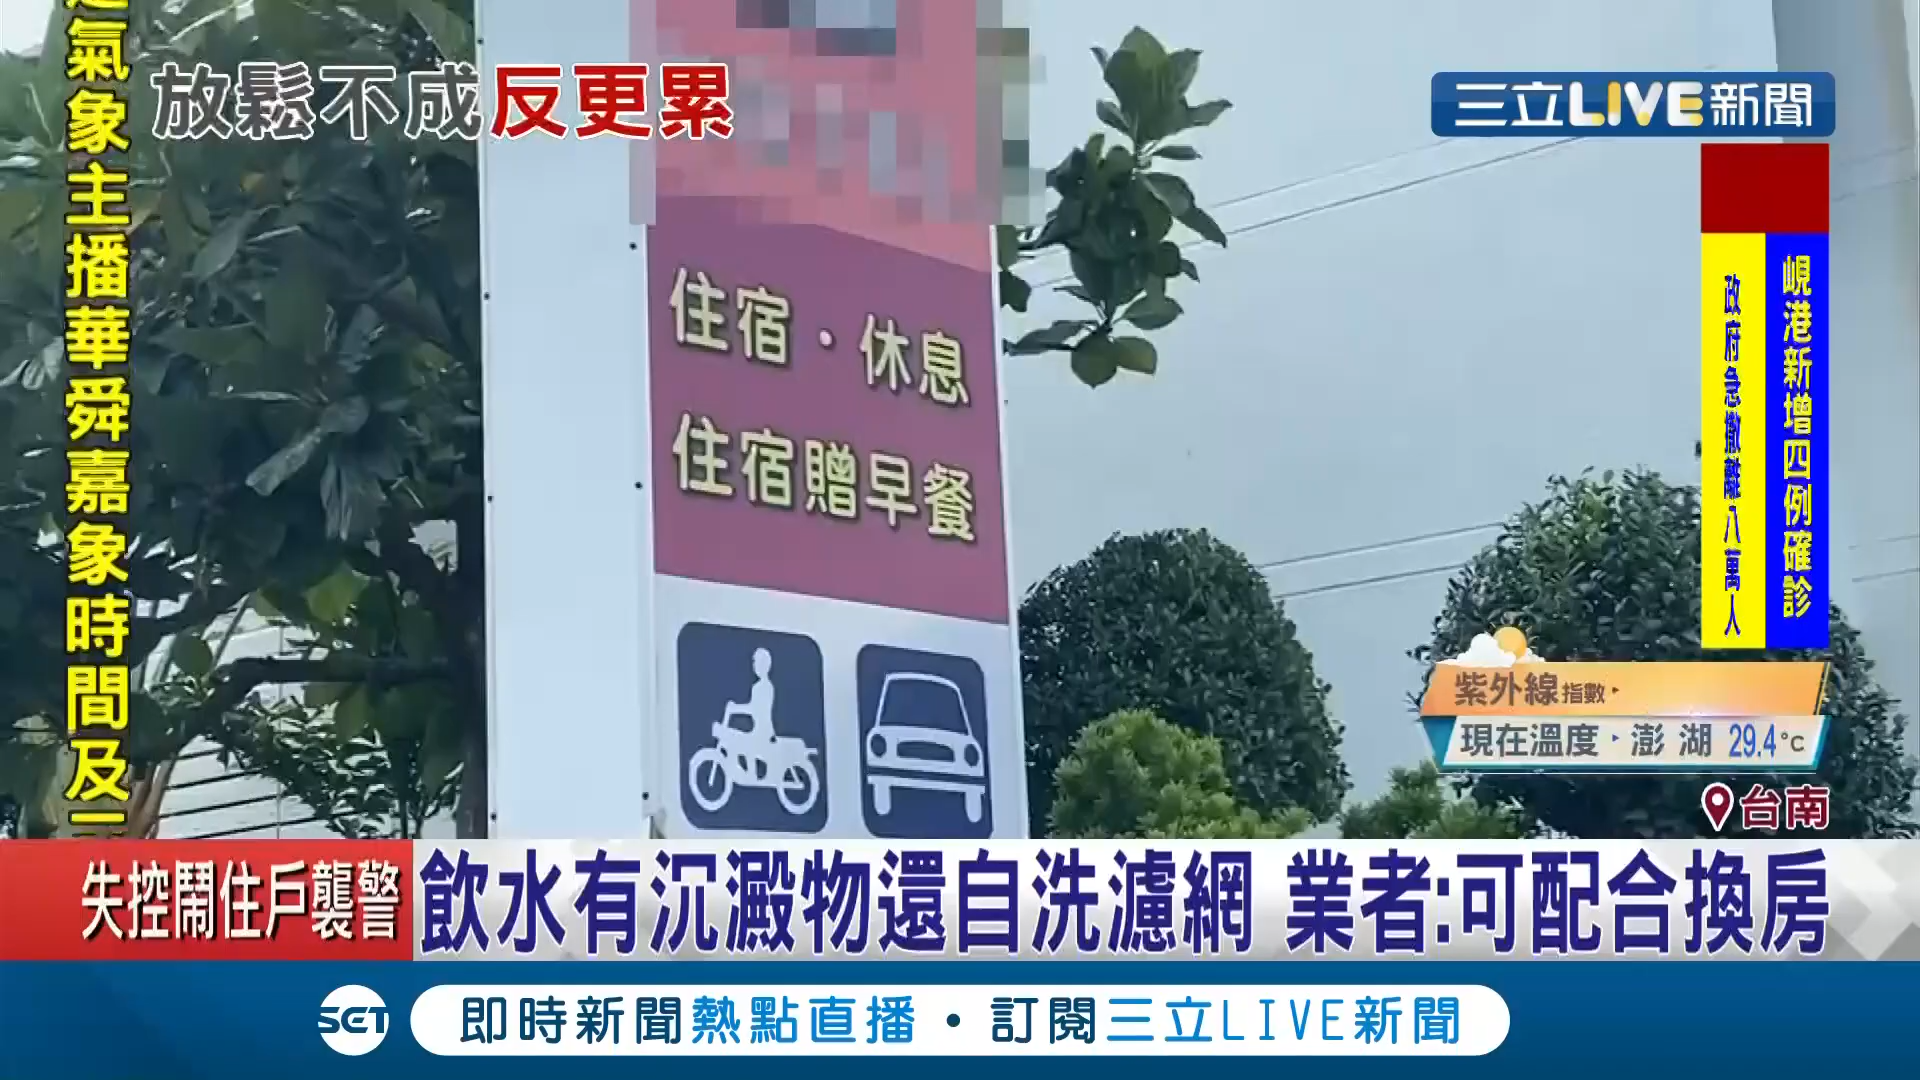 氣象主播華舜嘉象時間及
放鬆不成反更累
三立LIVE新聞
峴港新增四例確診
政府急撤離八萬人
住宿·休息
住宿贈早餐
紫外線指數
現在溫度 澎湖 29.4°C
台南
失控鬧住戶襲警
飲水有沉澱物還自洗濾網 業者:可配合換房
SET
即時新聞熱點直播•訂閱三立LIVE新聞